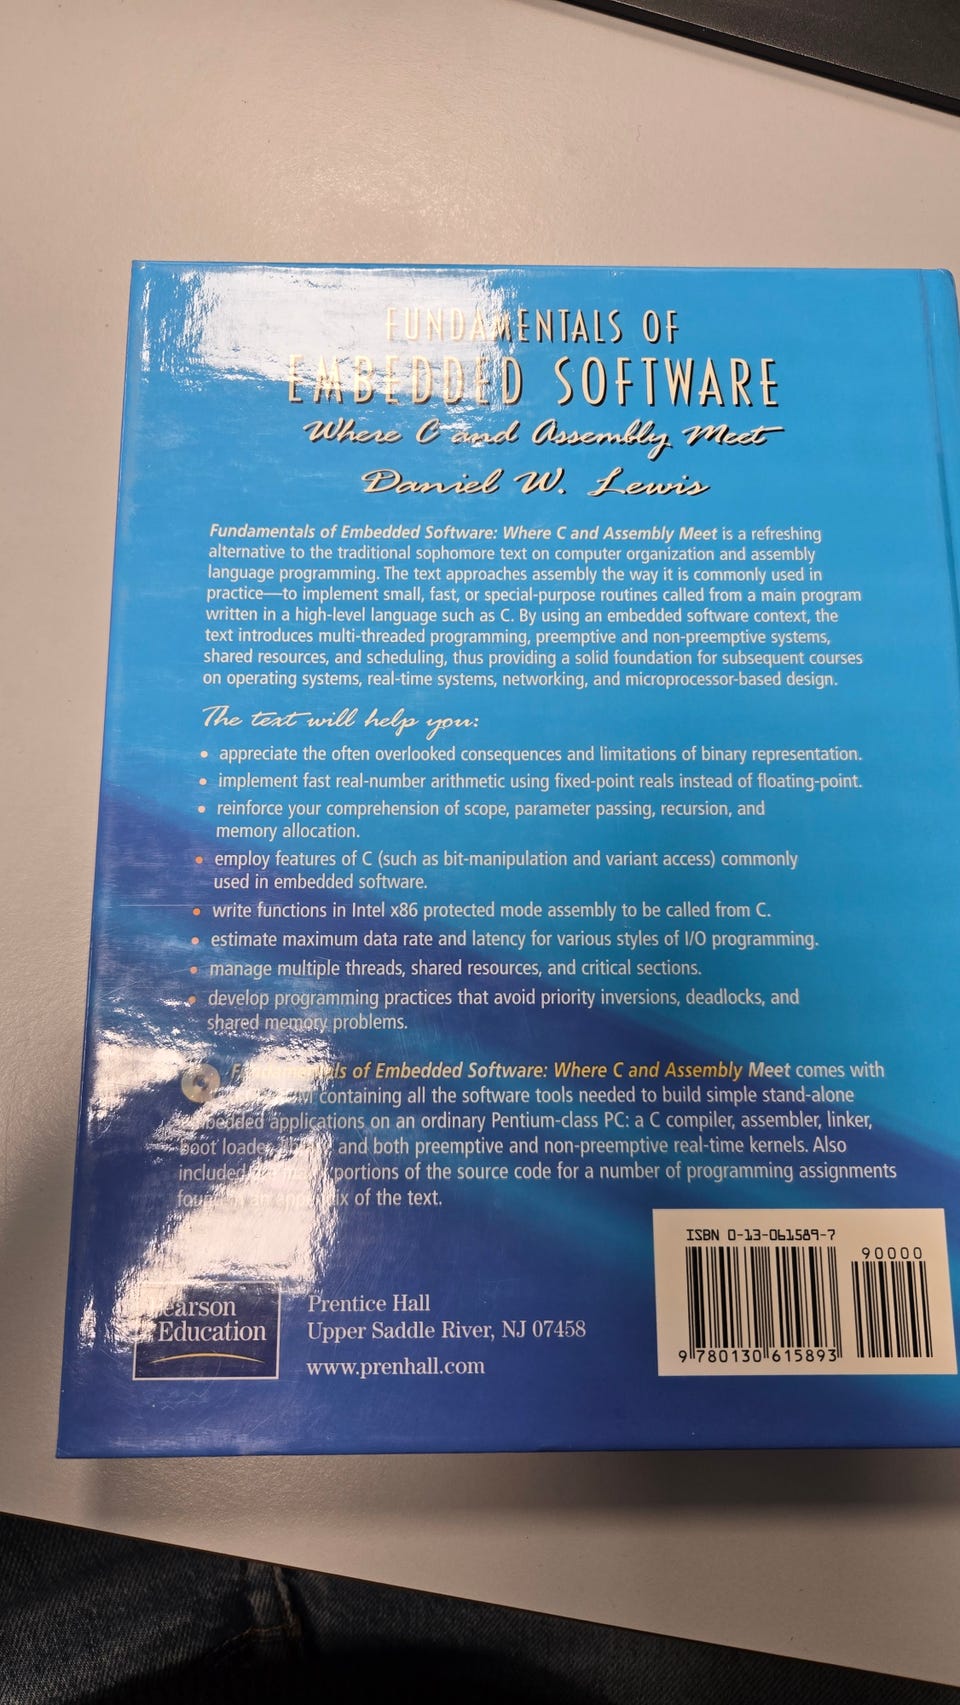 FUNDAMENTALS OF
EMBEDDED SOFTWARE
Where C and Assembly Meet
Daniel W. Lewis
Fundamentals of Embedded Software: Where C and Assembly Meet is a refreshing
alternative to the traditional sophomore text on computer organization and assembly
language programming. The text approaches assembly the way it is commonly used in
practice—to implement small, fast, or special-purpose routines called from a main program
written in a high-level language such as C. By using an embedded software context, the
text introduces multi-threaded programming, preemptive and non-preemptive systems,
shared resources, and scheduling, thus providing a solid foundation for subsequent courses
on operating systems, real-time systems, networking, and microprocessor-based design.
The text will help you:
• appreciate the often overlooked consequences and limitations of binary representation.
• implement fast real-number arithmetic using fixed-point reals instead of floating-point.
• reinforce your comprehension of scope, parameter passing, recursion, and
memory allocation.
• employ features of C (such as bit-manipulation and variant access) commonly
used in embedded software.
• write functions in Intel x86 protected mode assembly to be called from C.
• estimate maximum data rate and latency for various styles of I/O programming.
• manage multiple threads, shared resources, and critical sections.
• develop programming practices that avoid priority inversions, deadlocks, and
shared memory problems.
Fundamentals of Embedded Software: Where C and Assembly Meet comes with
containing all the software tools needed to build simple stand-alone
embedded applications on an ordinary Pentium-class PC: a C compiler, assembler, linker,
boot loader, and both preemptive and non-preemptive real-time kernels. Also
included portions of the source code for a number of programming assignments
appendix of the text.
Pearson
Education
Prentice Hall
Upper Saddle River, NJ 07458
www.prenhall.com
ISBN 0-13-061589-7
90000
9 780130 615893